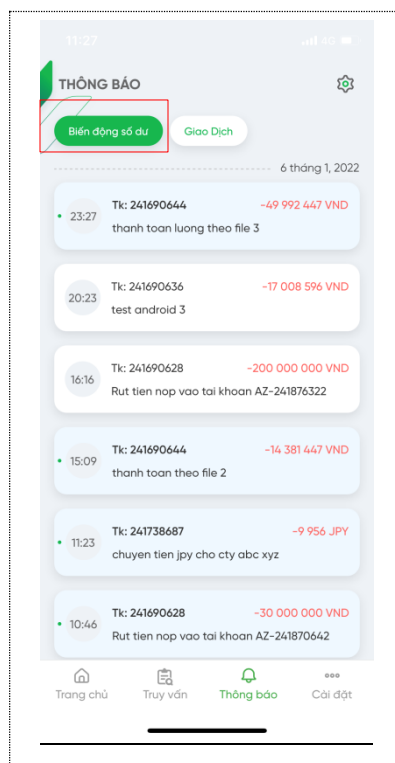 11:27
4G
THÔNG BÁO
Biến động số dư
Giao Dịch
6 tháng 1, 2022
Tk: 241690644 -49 992 447 VND
23:27
thanh toan luong theo file 3
Tk: 241690636 -17 008 596 VND
20:23
test android 3
Tk: 241690628 -200 000 000 VND
16:16
Rut tien nop vao tai khoan AZ-241876322
Tk: 241690644 -14 381 447 VND
15:09
thanh toan theo file 2
Tk: 241738687 -9 956 JPY
11:23
chuyen tien jpy cho cty abc xyz
Tk: 241690628 -30 000 000 VND
10:46
Rut tien nop vao tai khoan AZ-241870642
Trang chủ Truy vấn Thông báo Cài đặt